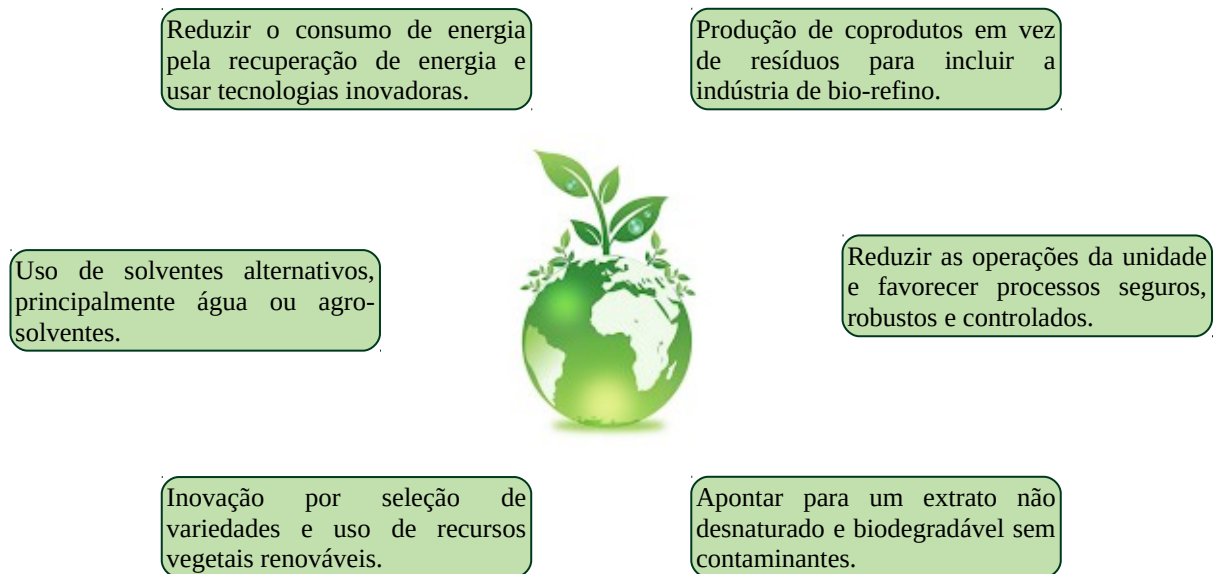 Reduzir o consumo de energia
pela recuperação de energia e
usar tecnologias inovadoras.
Produção de coprodutos em vez
de resíduos para incluir a
indústria de bio-refino.
Uso de solventes alternativos,
principalmente água ou agro-
solventes.
Reduzir as operações da unidade
e favorecer processos seguros,
robustos e controlados.
Inovação por seleção de
variedades e uso de recursos
vegetais renováveis.
Apontar para um extrato não
desnaturado e biodegradável sem
contaminantes.